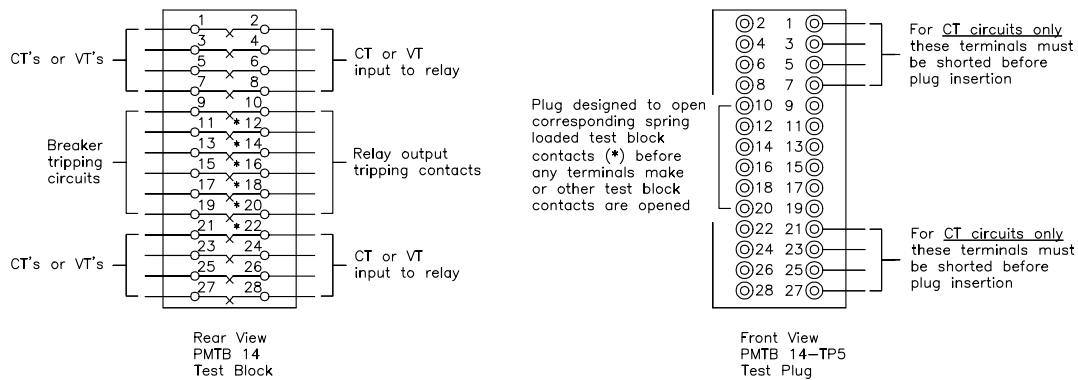 1 2
3 4
5 6
7 8
9 10
11 *12
13 *14
15 *16
17 *18
19 *20
21 *22
23 24
25 26
27 28
CT's or VT's
CT or VT
input to relay
Breaker
tripping
circuits
Relay output
tripping contacts
CT's or VT's
CT or VT
input to relay
Rear View
PMTB 14
Test Block
Plug designed to open
corresponding spring
loaded test block
contacts (*) before
any terminals make
or other test block
contacts are opened
2 1
4 3
6 5
8 7
10 9
12 11
14 13
16 15
18 17
20 19
22 21
24 23
26 25
28 27
For CT circuits only
these terminals must
be shorted before
plug insertion
For CT circuits only
these terminals must
be shorted before
plug insertion
Front View
PMTB 14-TP5
Test Plug